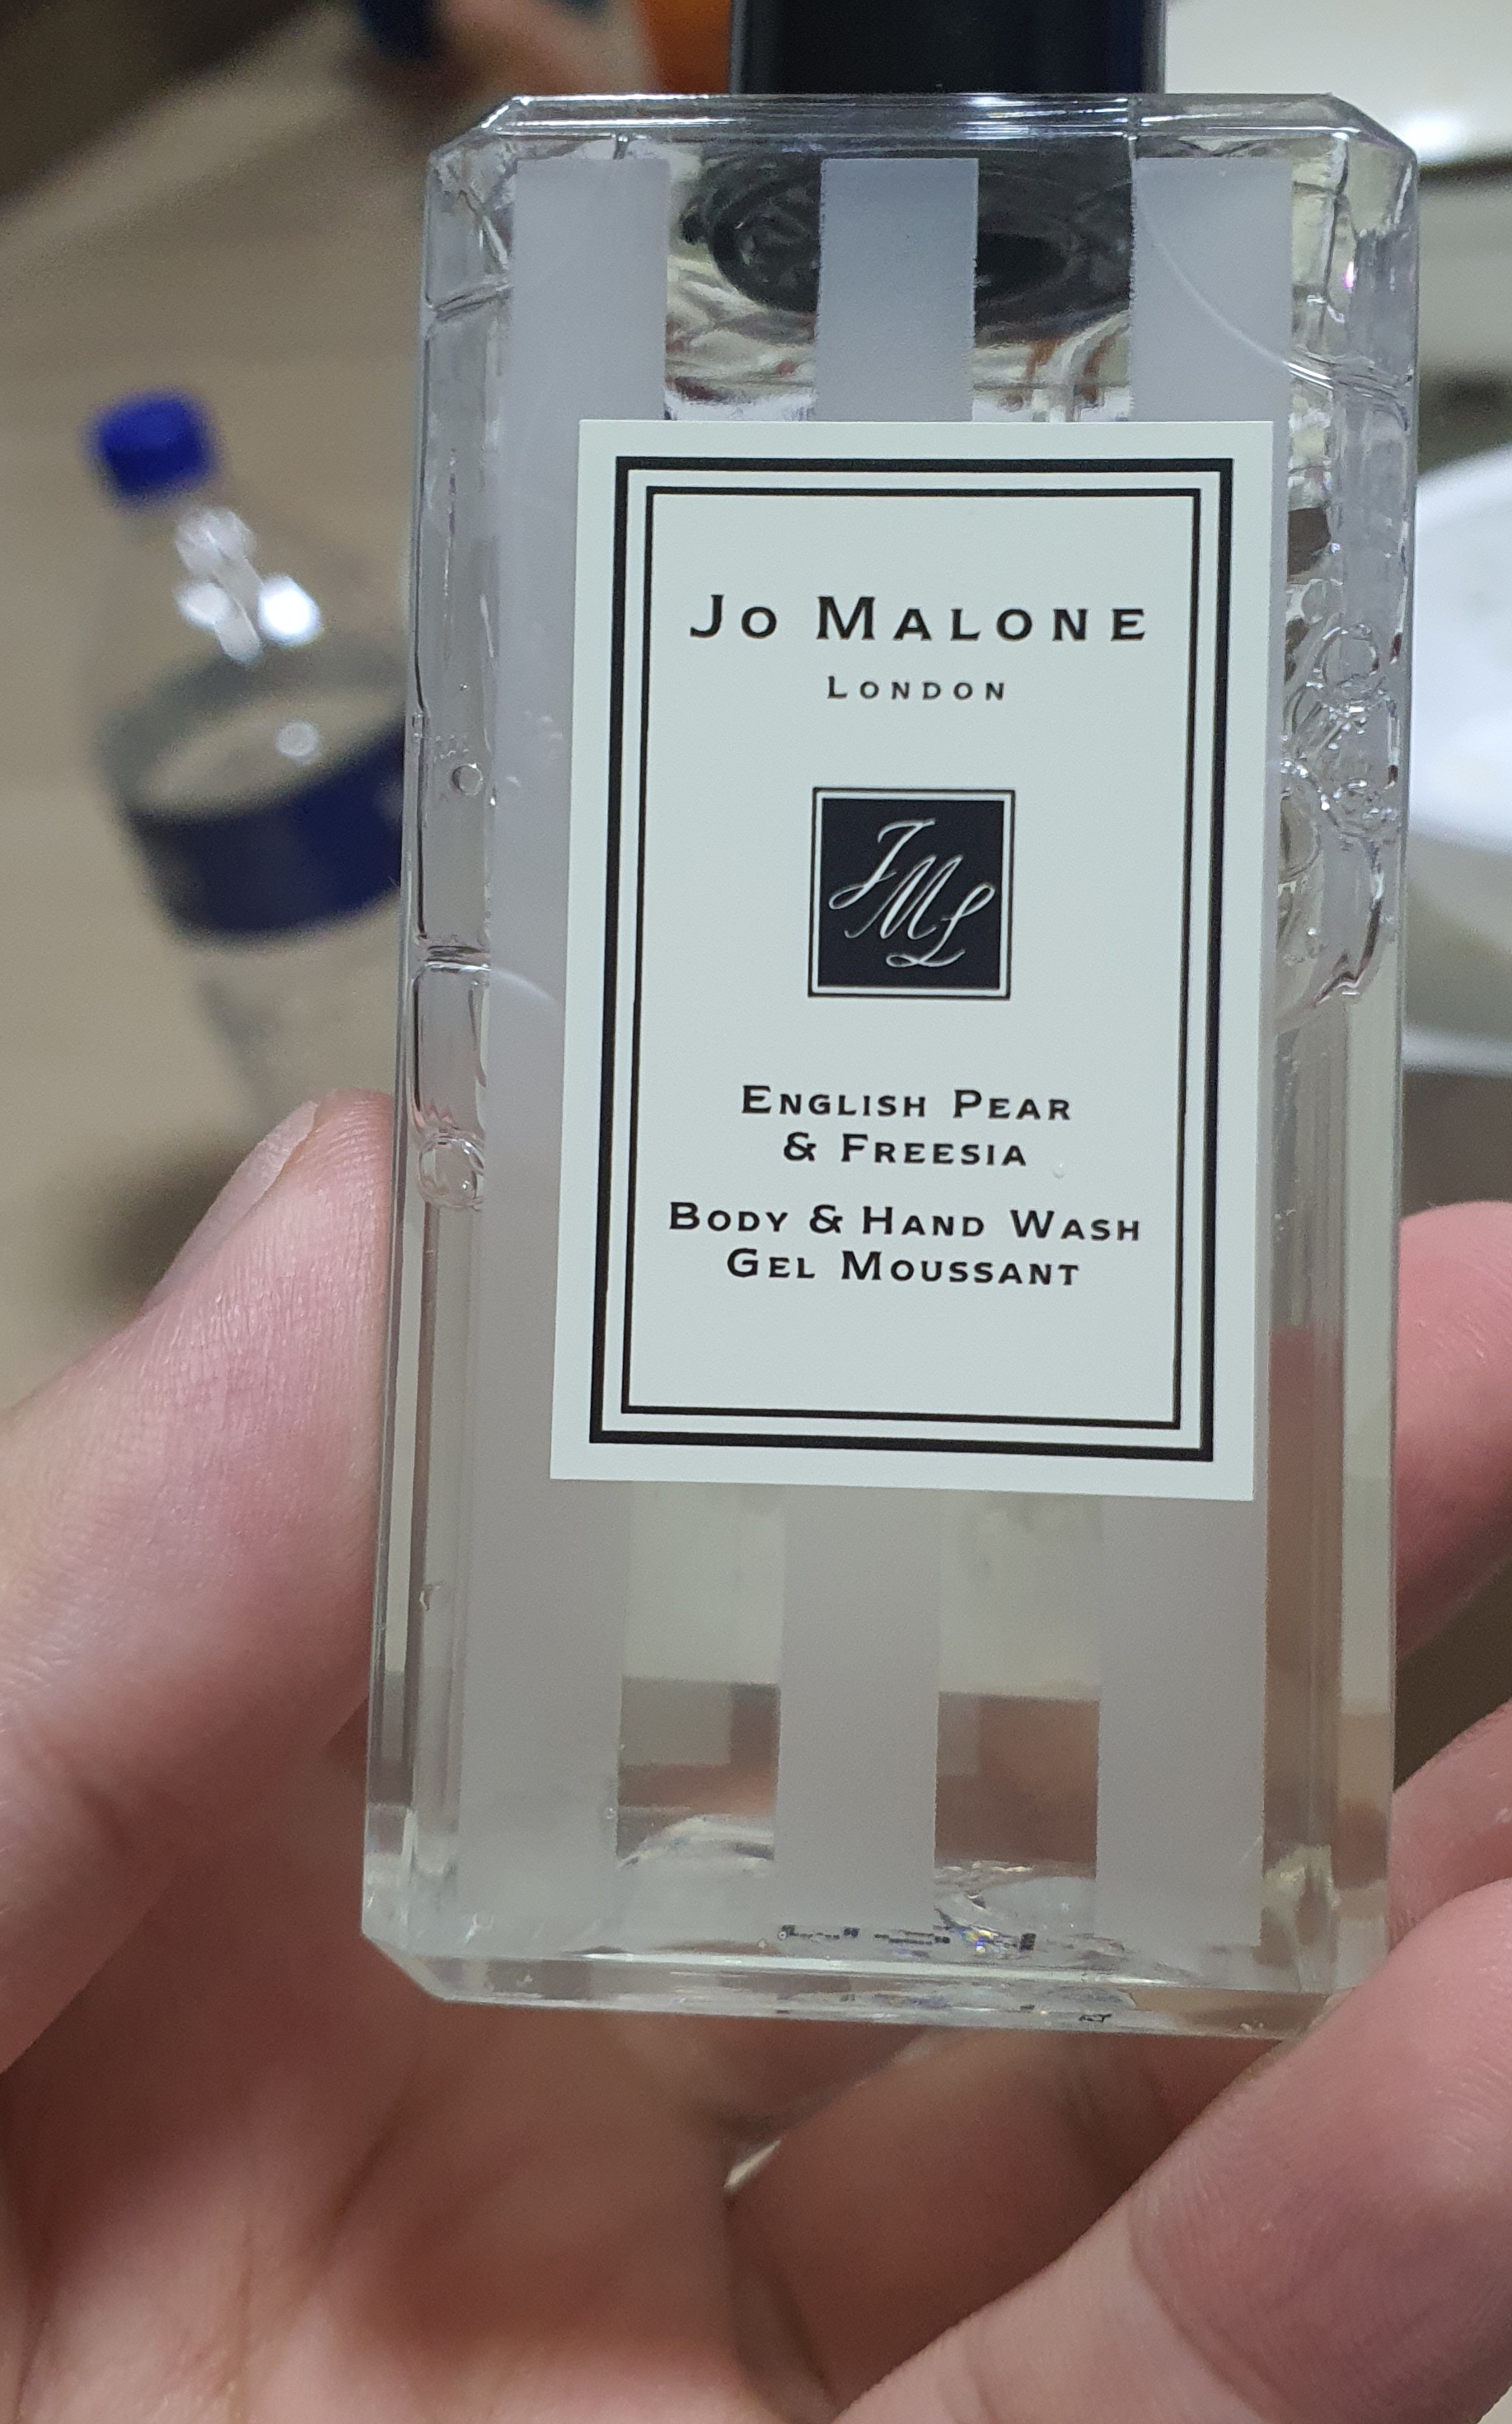 Jo Malone
London
JML
English Pear
& Freesia
Body & Hand Wash
Gel Moussant